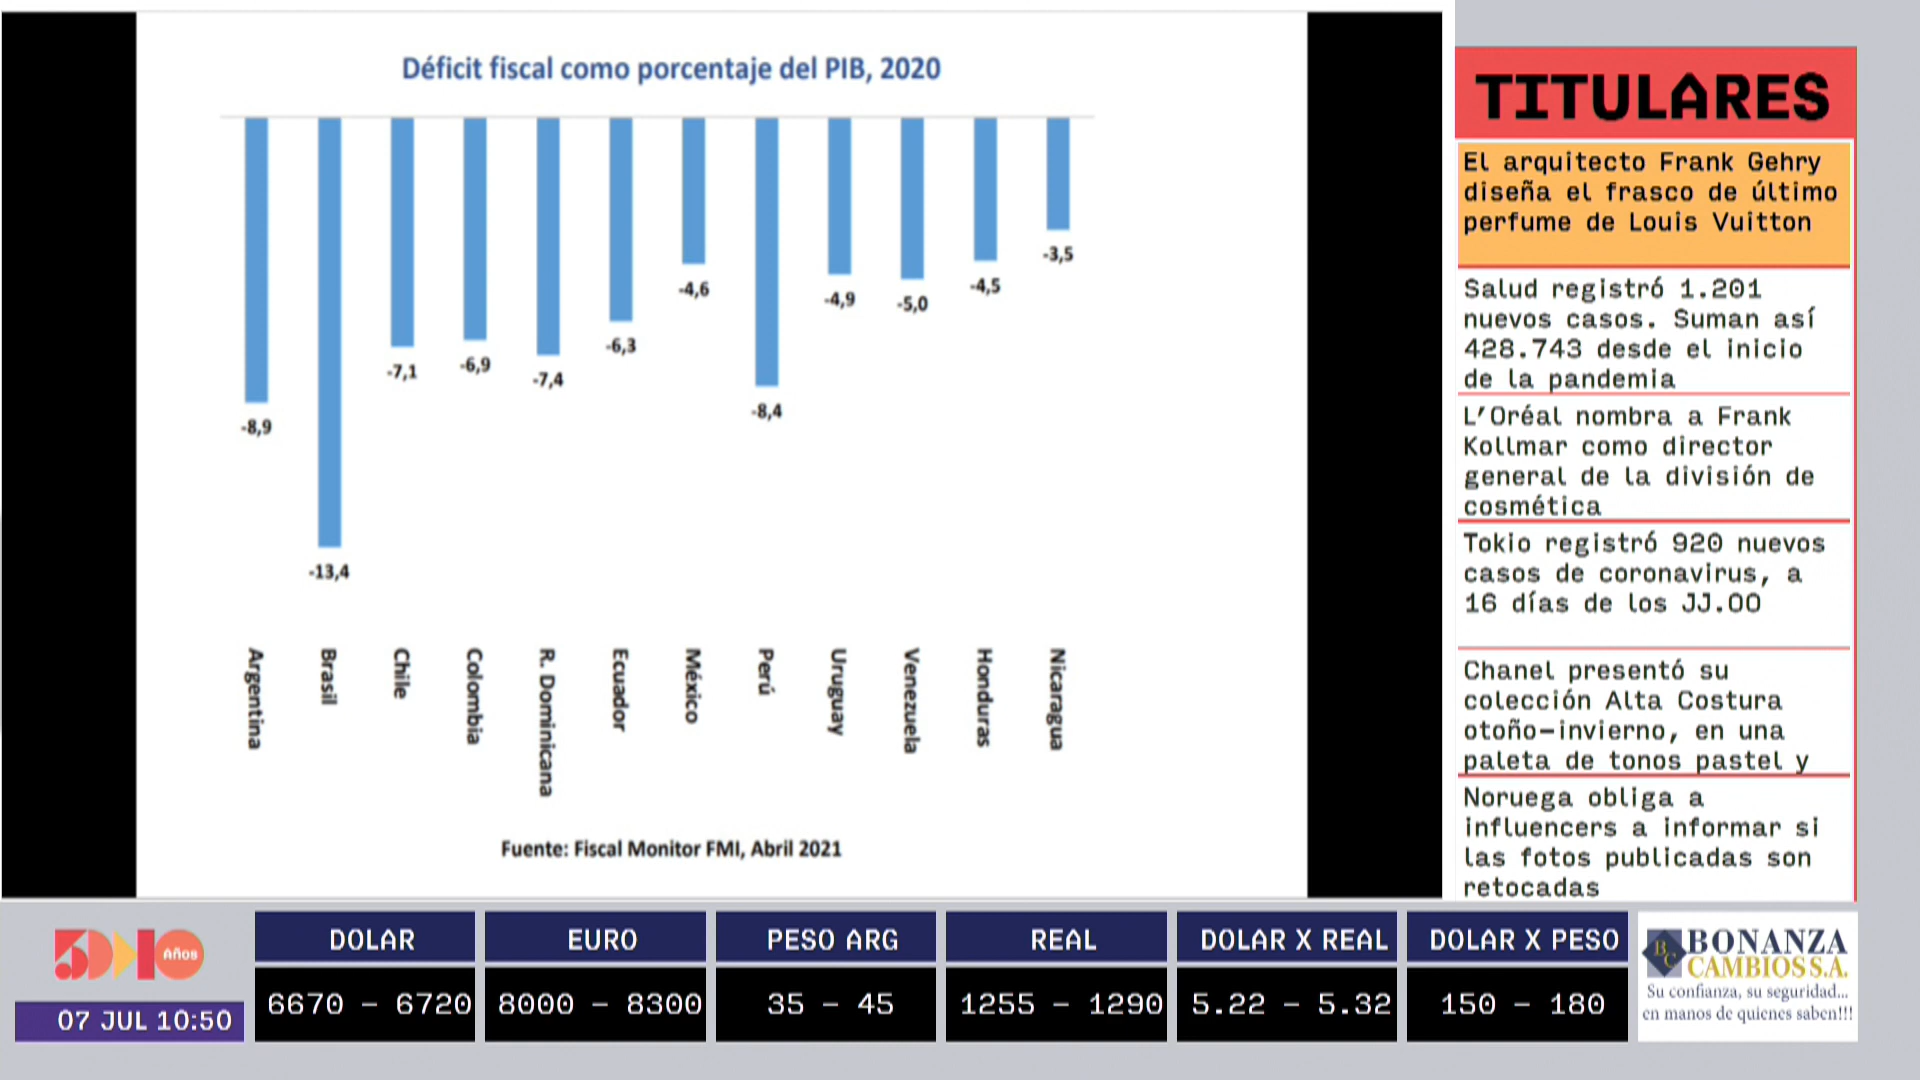 Déficit fiscal como porcentaje del PIB, 2020
-8,9
-13,4
-7,1
-6,9
-7,4
-6,3
-4,6
-8,4
-4,9
-5,0
-4,5
-3,5
Argentina
Brasil
Chile
Colombia
R. Dominicana
Ecuador
México
Perú
Uruguay
Venezuela
Honduras
Nicaragua
Fuente: Fiscal Monitor FMI, Abril 2021
TITULARES
El arquitecto Frank Gehry
diseña el frasco de último
perfume de Louis Vuitton
Salud registró 1.201
nuevos casos. Suman así
428.743 desde el inicio
de la pandemia
L'Oréal nombra a Frank
Kollmar como director
general de la división de
cosmética
Tokio registró 920 nuevos
casos de coronavirus, a
16 días de los JJ.OO
Chanel presentó su
colección Alta Costura
otoño-invierno, en una
paleta de tonos pastel y
Noruega obliga a
influencers a informar si
las fotos publicadas son
retocadas
5D10 Años
07 JUL 10:50
DOLAR
6670 - 6720
EURO
8000 - 8300
PESO ARG
35 - 45
REAL
1255 - 1290
DOLAR X REAL
5.22 - 5.32
DOLAR X PESO
150 - 180
BC
BONANZA
CAMBIOS S.A.
Su confianza, su seguridad...
en manos de quienes saben!!!